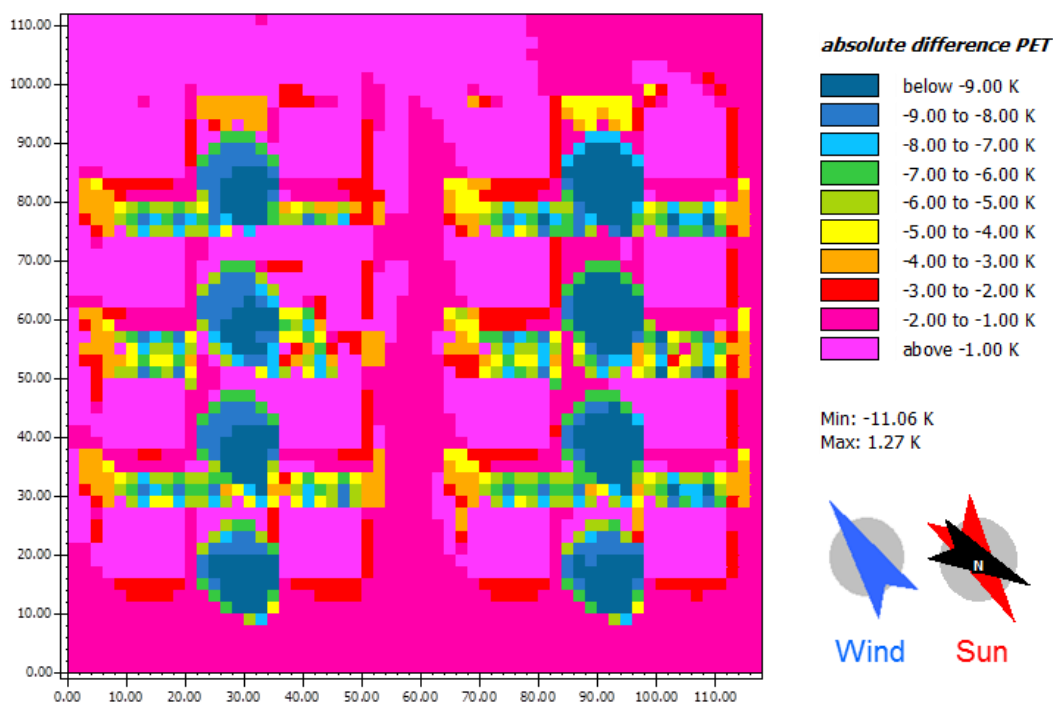 110.00
100.00
90.00
80.00
70.00
60.00
50.00
40.00
30.00
20.00
10.00
0.00
0.00 10.00 20.00 30.00 40.00 50.00 60.00 70.00 80.00 90.00 100.00 110.00
absolute difference PET
below -9.00 K
-9.00 to -8.00 K
-8.00 to -7.00 K
-7.00 to -6.00 K
-6.00 to -5.00 K
-5.00 to -4.00 K
-4.00 to -3.00 K
-3.00 to -2.00 K
-2.00 to -1.00 K
above -1.00 K
Min: -11.06 K
Max: 1.27 K
N
Wind Sun